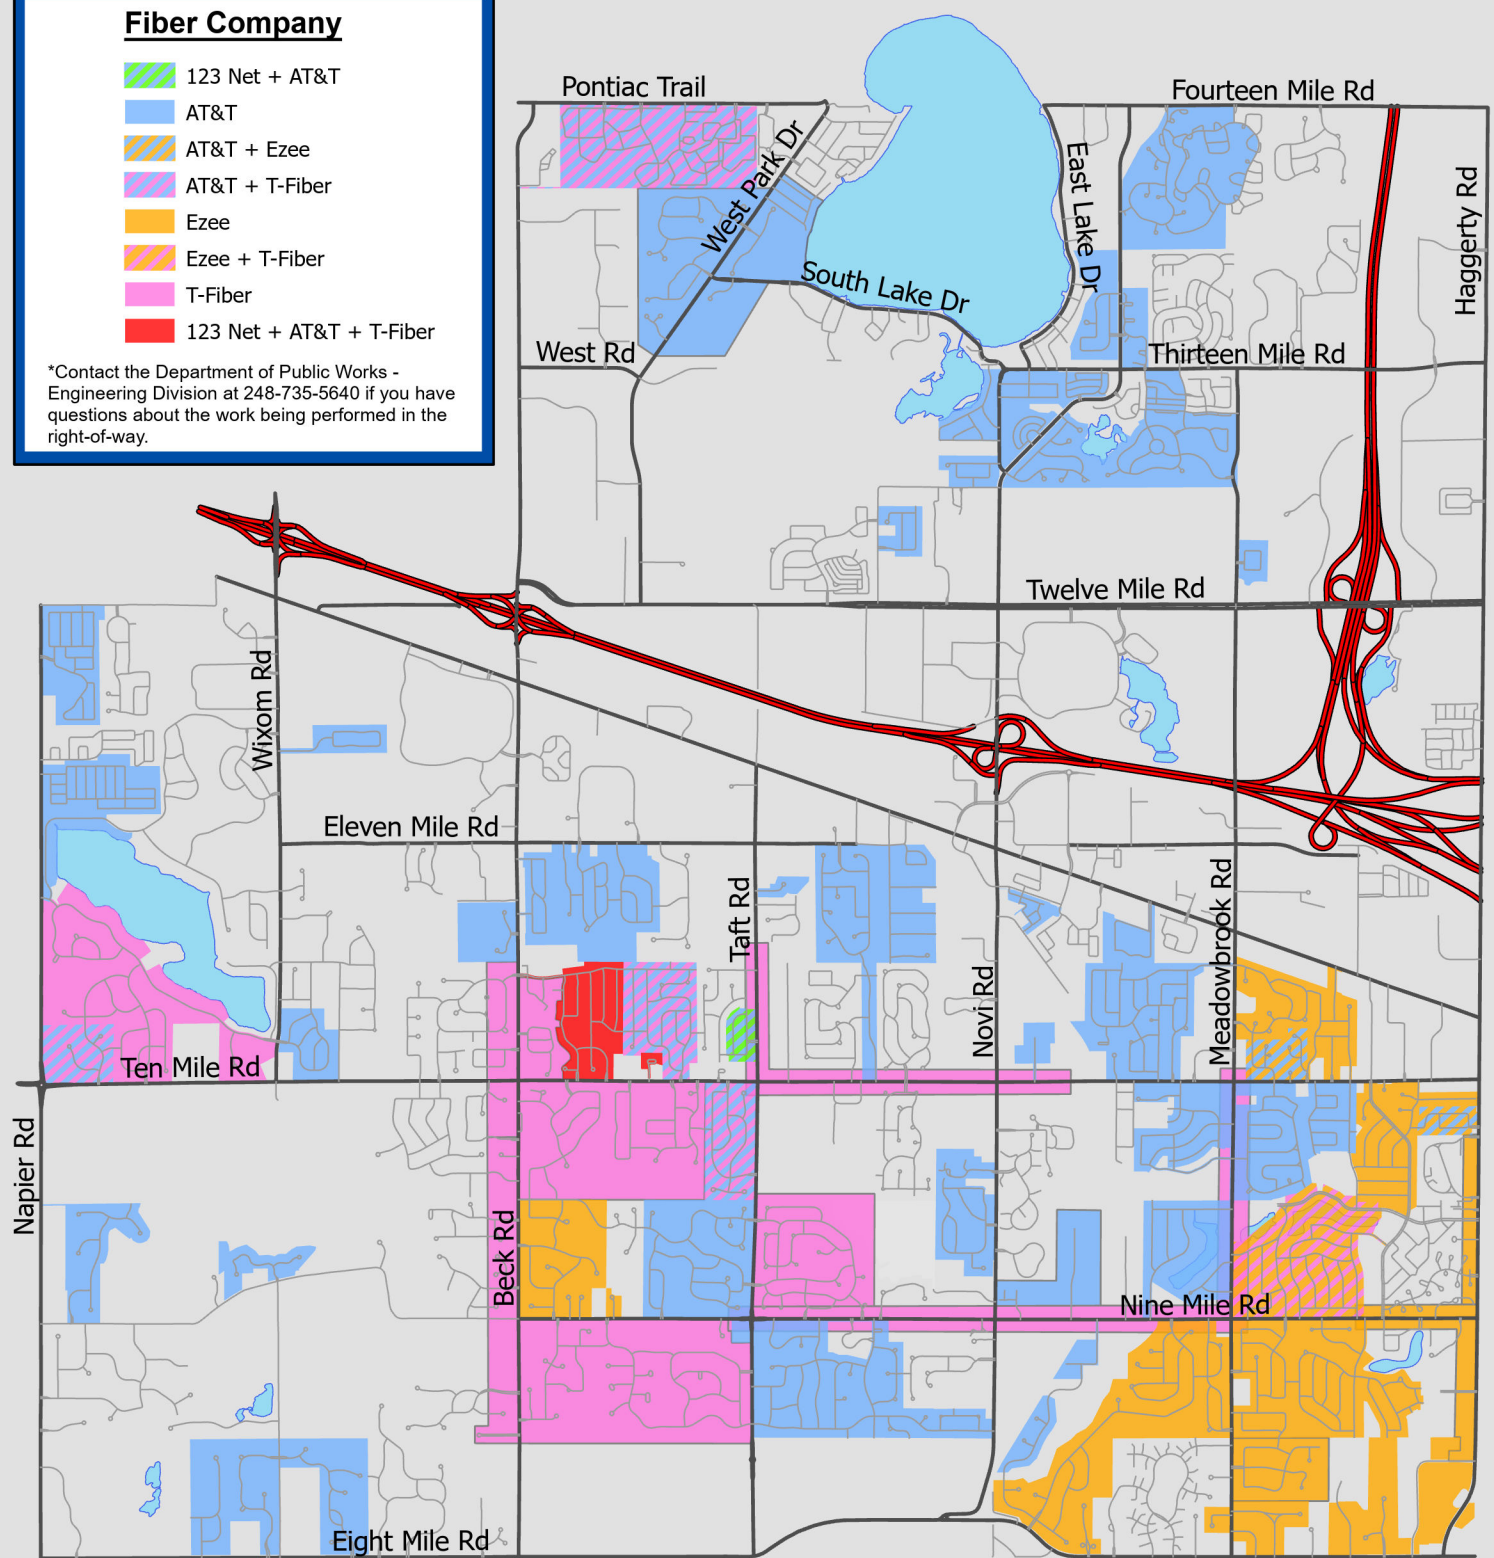 Fiber Company
123 Net + AT&T
AT&T
AT&T + Ezee
AT&T + T-Fiber
Ezee
Ezee + T-Fiber
T-Fiber
123 Net + AT&T + T-Fiber
*Contact the Department of Public Works -
Engineering Division at 248-735-5640 if you have
questions about the work being performed in the
right-of-way.
Pontiac Trail
Fourteen Mile Rd
West Park Dr
East Lake Dr
Haggerty Rd
South Lake Dr
West Rd
Thirteen Mile Rd
Twelve Mile Rd
Wixom Rd
Eleven Mile Rd
Taft Rd
Meadowbrook Rd
Novi Rd
Ten Mile Rd
Napier Rd
Beck Rd
Nine Mile Rd
Eight Mile Rd